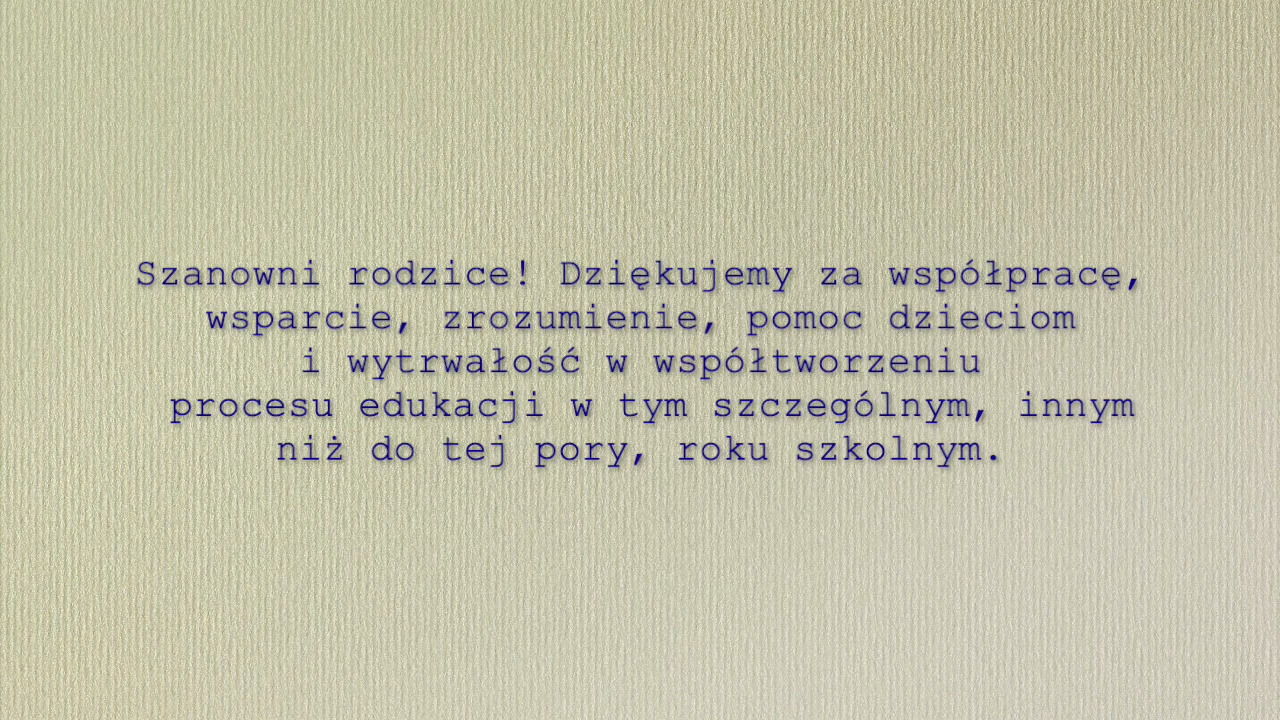 Szanowni rodzice! Dziękujemy za współpracę,
wsparcie, zrozumienie, pomoc dzieciom
i wytrwałość w współtworzeniu
procesu edukacji w tym szczególnym, innym
niż do tej pory, roku szkolnym.